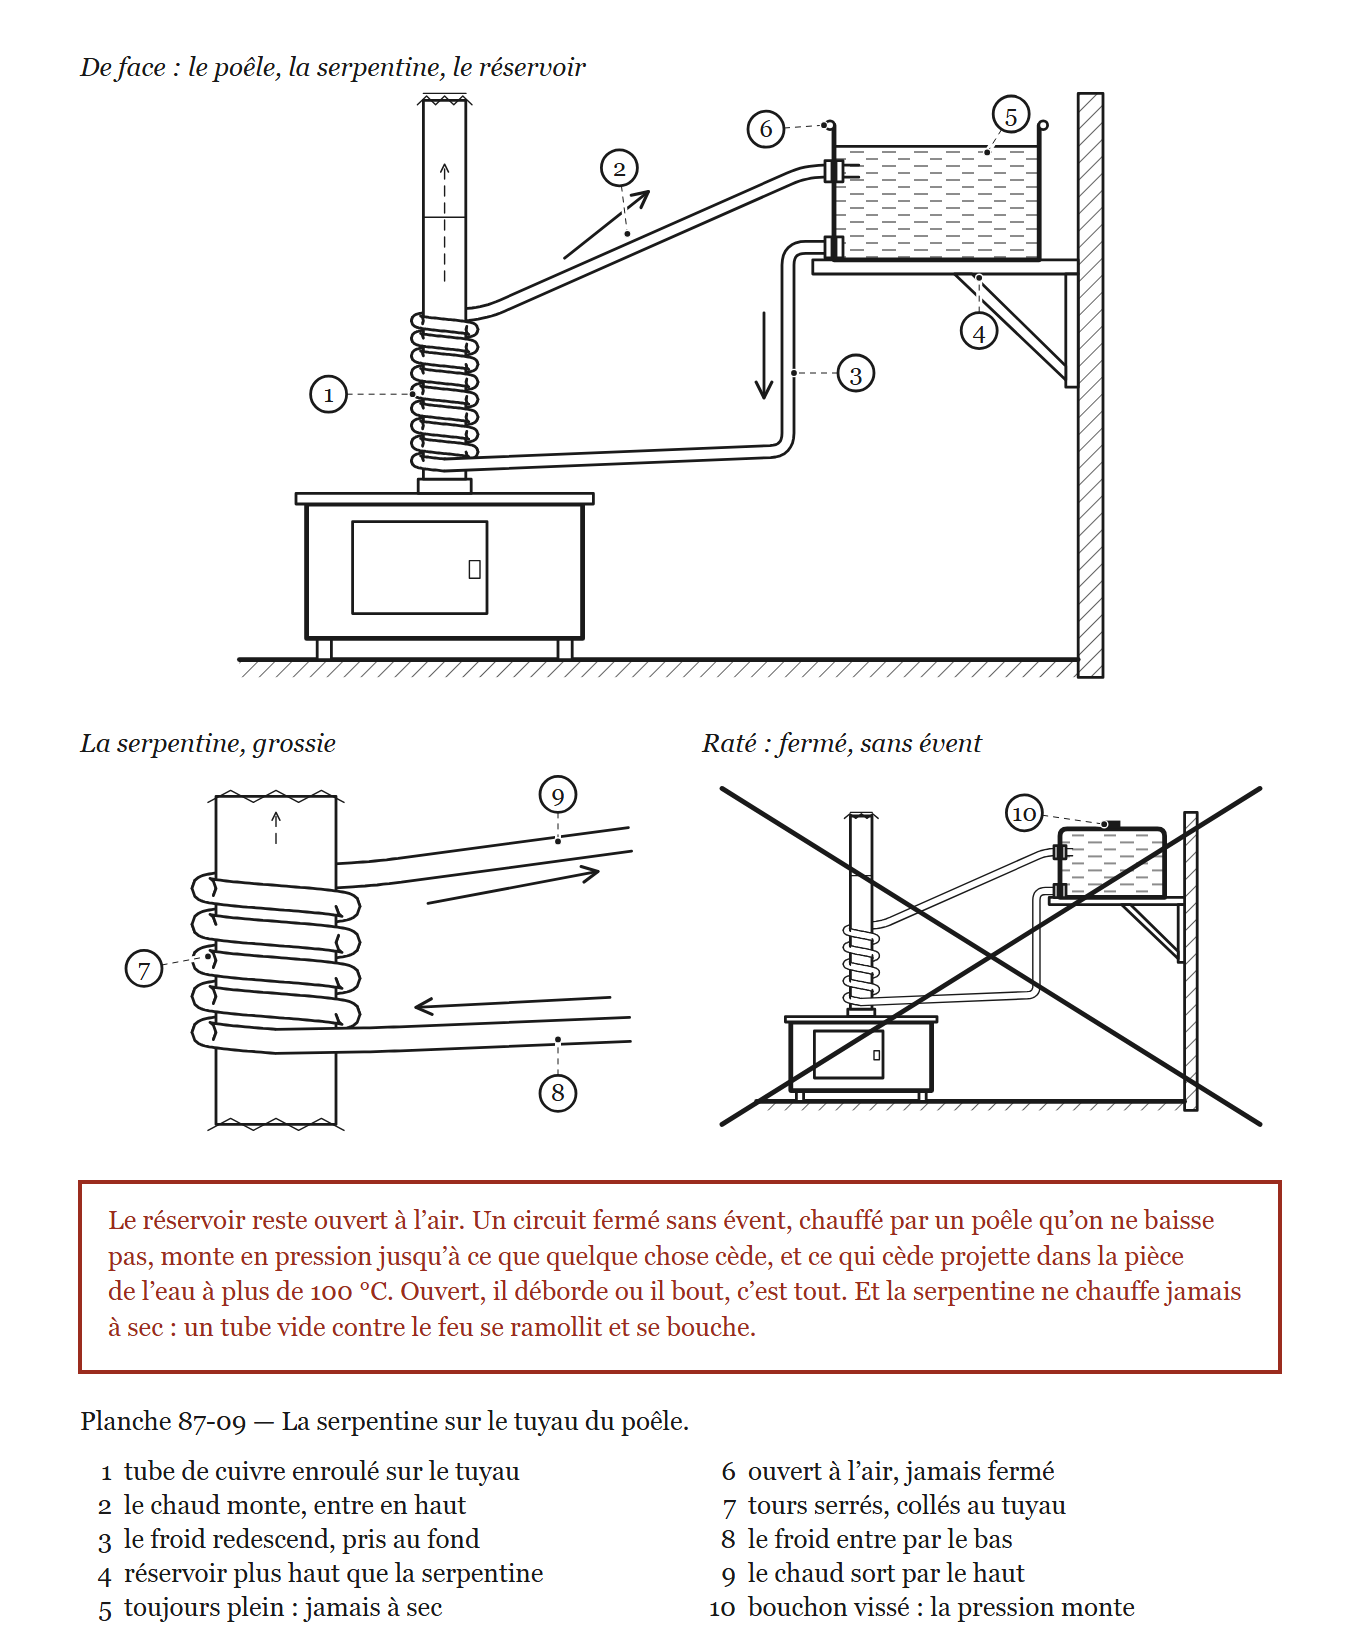 De face : le poêle, la serpentine, le réservoir
6
5
2
4
3
1
La serpentine, grossie
Raté : fermé, sans évent
9
10
7
8
Le réservoir reste ouvert à l’air. Un circuit fermé sans évent, chauffé par un poêle qu’on ne baisse
pas, monte en pression jusqu’à ce que quelque chose cède, et ce qui cède projette dans la pièce
de l’eau à plus de 100 °C. Ouvert, il déborde ou il bout, c’est tout. Et la serpentine ne chauffe jamais
à sec : un tube vide contre le feu se ramollit et se bouche.
Planche 87-09 — La serpentine sur le tuyau du poêle.
1 tube de cuivre enroulé sur le tuyau
2 le chaud monte, entre en haut
3 le froid redescend, pris au fond
4 réservoir plus haut que la serpentine
5 toujours plein : jamais à sec
6 ouvert à l’air, jamais fermé
7 tours serrés, collés au tuyau
8 le froid entre par le bas
9 le chaud sort par le haut
10 bouchon vissé : la pression monte